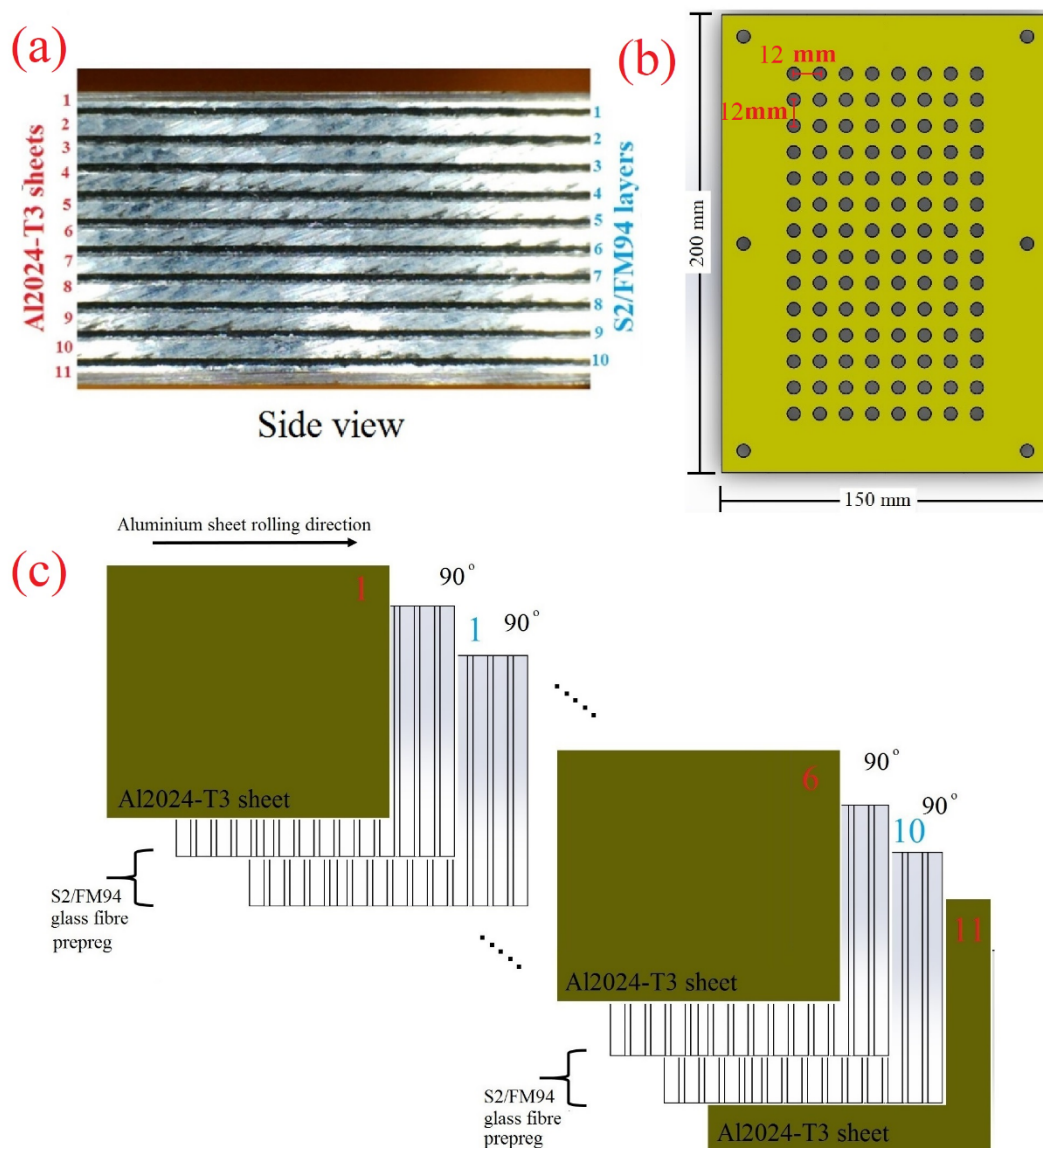 (a)
Al2024-T3 sheets
1
2
3
4
5
6
7
8
9
10
11
1
2
3
4
5
6
7
8
9
10
S2/FM94 layers
Side view
(b)
12 mm
12mm
200 mm
150 mm
(c)
Aluminium sheet rolling direction
1
90°
1
90°
Al2024-T3 sheet
S2/FM94
glass fibre
prepreg
6
90°
10
90°
Al2024-T3 sheet
11
S2/FM94
glass fibre
prepreg
Al2024-T3 sheet